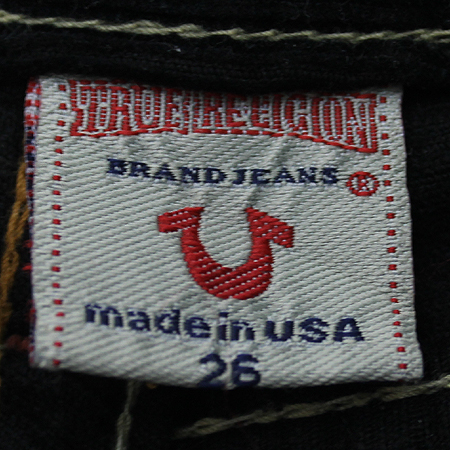 TRUE RELIGION
BRAND JEANS ®
made in USA
26